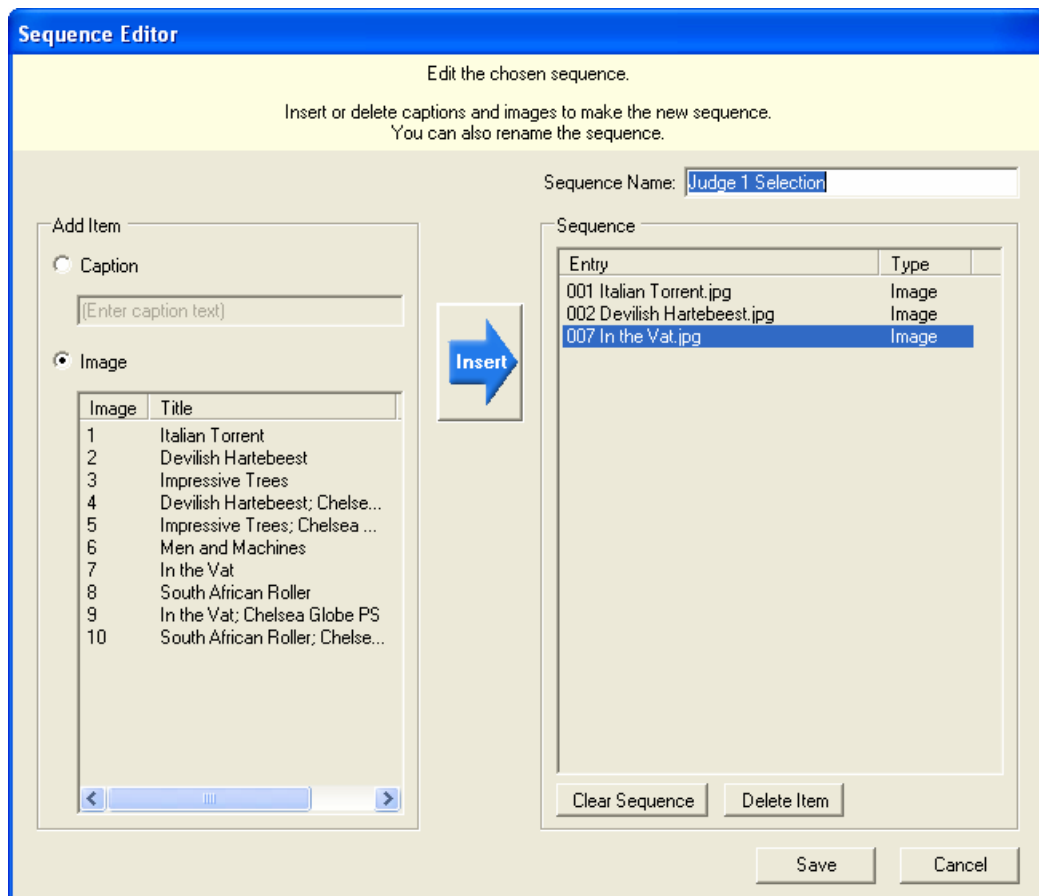 Sequence Editor
Edit the chosen sequence.
Insert or delete captions and images to make the new sequence.
You can also rename the sequence.
Sequence Name: Judge 1 Selection
Add Item
Caption
(Enter caption text)
Image
Image Title
1 Italian Torrent
2 Devilish Hartebeest
3 Impressive Trees
4 Devilish Hartebeest; Chelse...
5 Impressive Trees; Chelsea ...
6 Men and Machines
7 In the Vat
8 South African Roller
9 In the Vat; Chelsea Globe PS
10 South African Roller; Chelse...
Insert
Sequence
Entry Type
001 Italian Torrent.jpg Image
002 Devilish Hartebeest.jpg Image
007 In the Vat.jpg Image
Clear Sequence Delete Item
Save Cancel